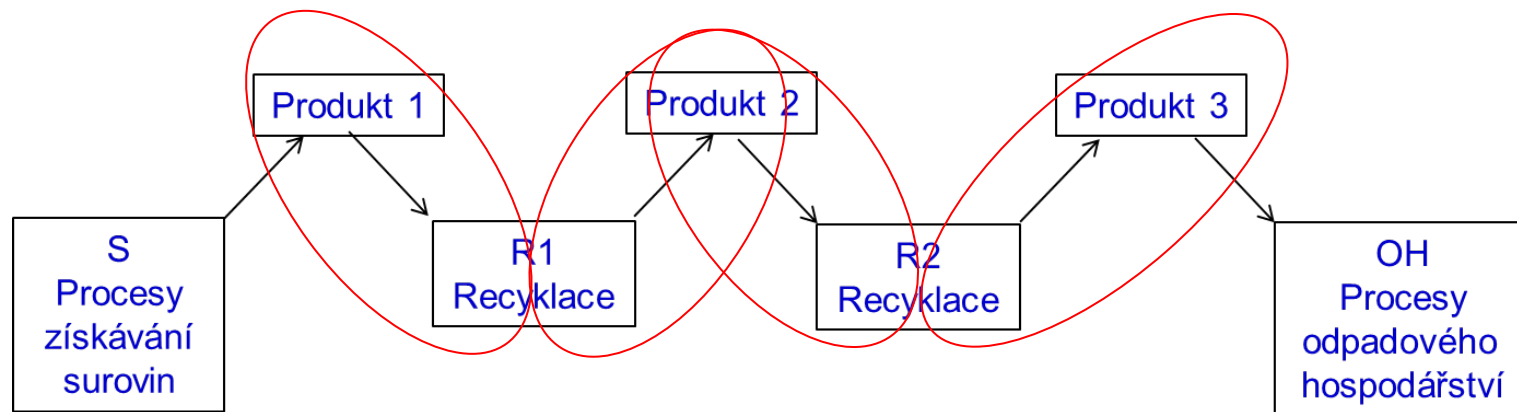 Produkt 1
Produkt 2
Produkt 3
S
Procesy
získávání
surovin
R1
Recyklace
R2
Recyklace
OH
Procesy
odpadového
hospodářství